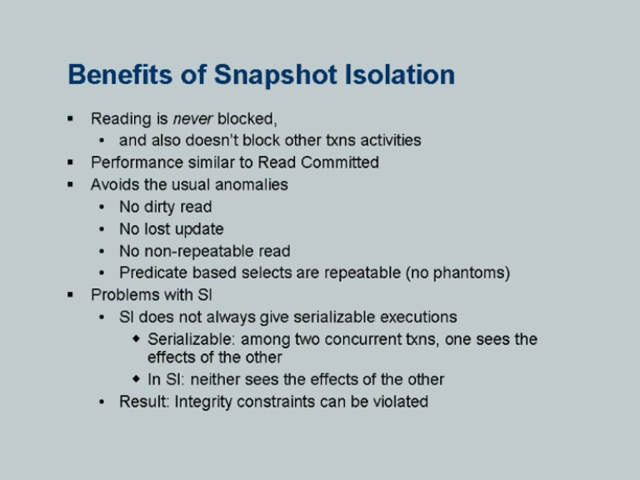 Benefits of Snapshot Isolation
▪ Reading is never blocked,
• and also doesn't block other txns activities
▪ Performance similar to Read Committed
▪ Avoids the usual anomalies
• No dirty read
• No lost update
• No non-repeatable read
• Predicate based selects are repeatable (no phantoms)
▪ Problems with SI
• SI does not always give serializable executions
◆ Serializable: among two concurrent txns, one sees the
effects of the other
◆ In SI: neither sees the effects of the other
• Result: Integrity constraints can be violated